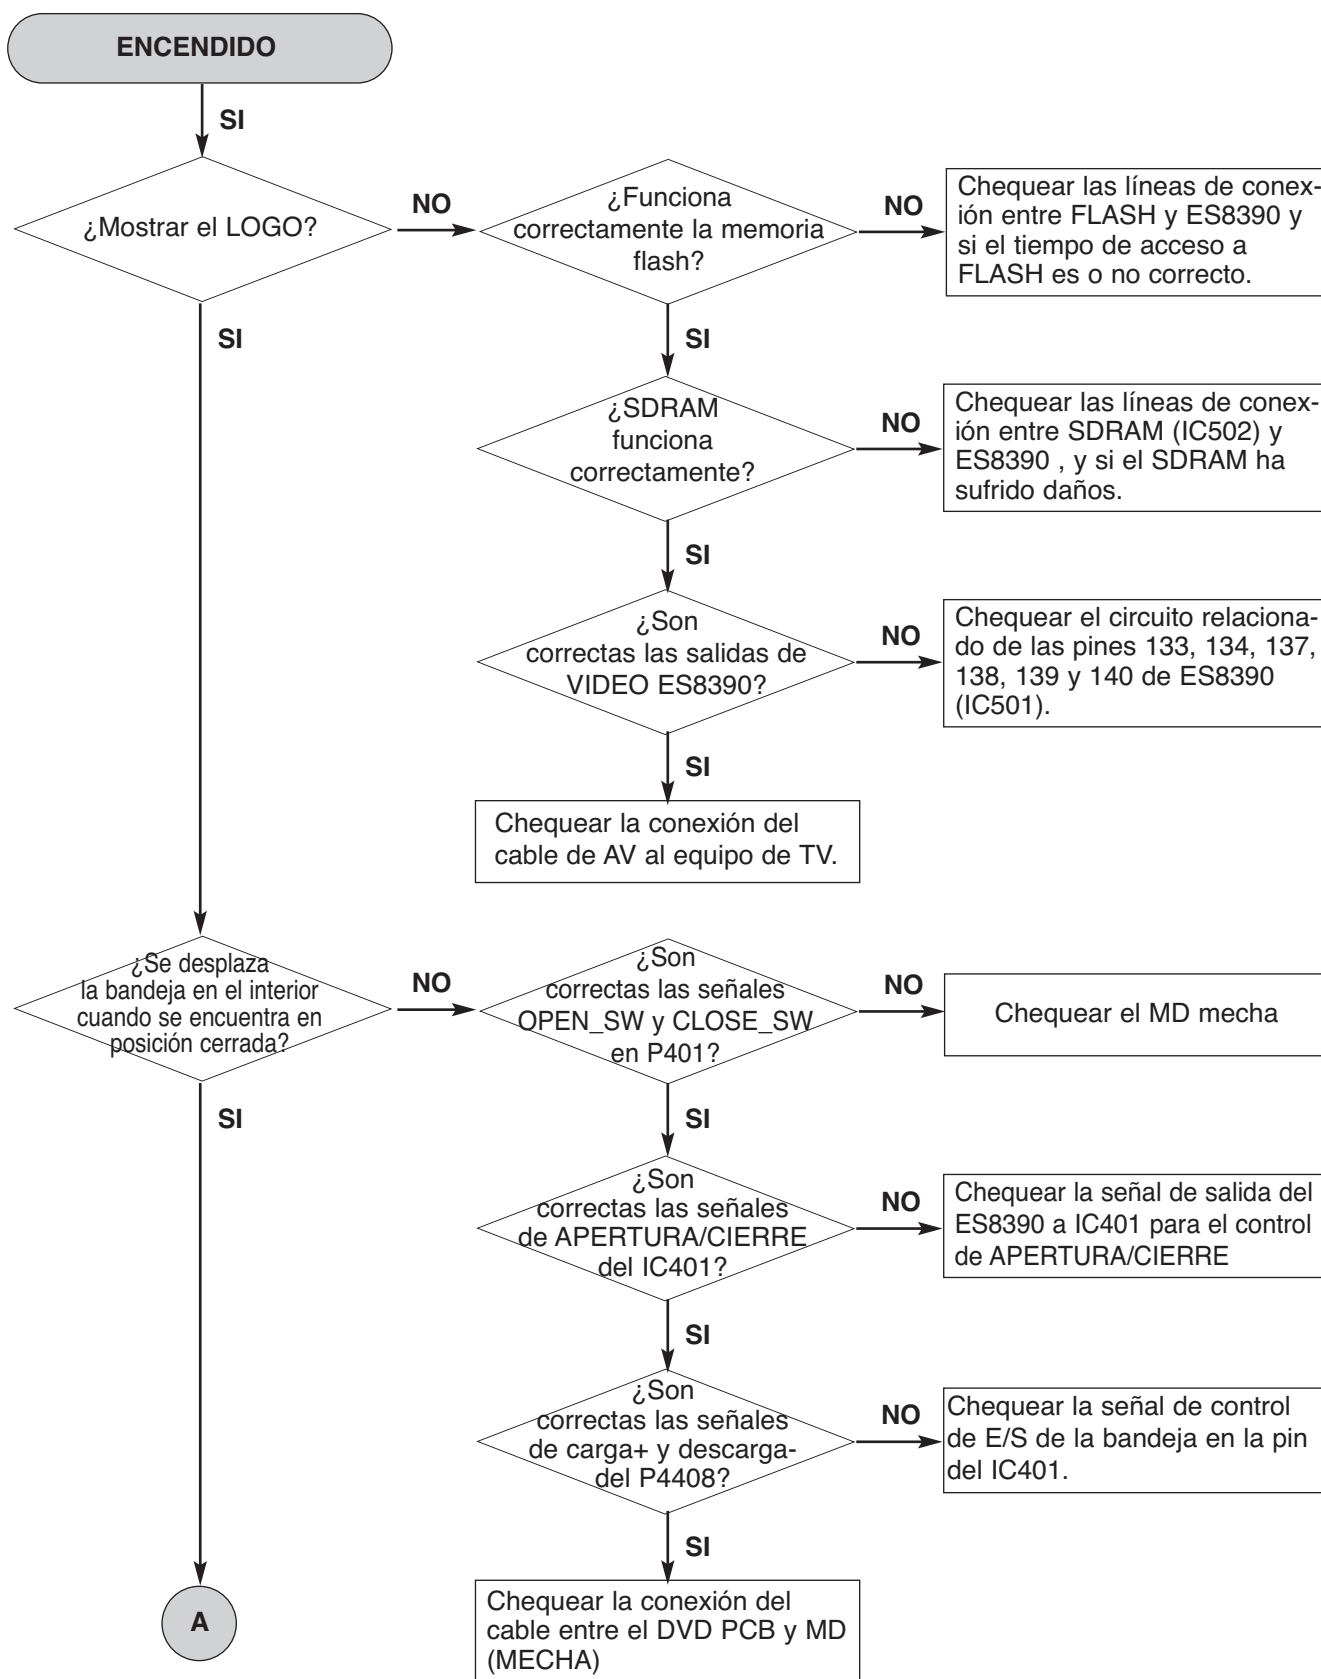 ENCENDIDO
SI
¿Mostrar el LOGO?
NO
¿Funciona
correctamente la memoria
flash?
NO
Chequear las líneas de conex-
ión entre FLASH y ES8390 y
si el tiempo de acceso a
FLASH es o no correcto.
SI
SI
¿SDRAM
funciona
correctamente?
NO
Chequear las líneas de conex-
ión entre SDRAM (IC502) y
ES8390 , y si el SDRAM ha
sufrido daños.
SI
¿Son
correctas las salidas de
VIDEO ES8390?
NO
Chequear el circuito relaciona-
do de las pines 133, 134, 137,
138, 139 y 140 de ES8390
(IC501).
SI
Chequear la conexión del
cable de AV al equipo de TV.
¿Se desplaza
la bandeja en el interior
cuando se encuentra en
posición cerrada?
NO
¿Son
correctas las señales
OPEN_SW y CLOSE_SW
en P401?
NO
Chequear el MD mecha
SI
SI
¿Son
correctas las señales
de APERTURA/CIERRE
del IC401?
NO
Chequear la señal de salida del
ES8390 a IC401 para el control
de APERTURA/CIERRE
SI
¿Son
correctas las señales
de carga+ y descarga-
del P4408?
NO
Chequear la señal de control
de E/S de la bandeja en la pin
del IC401.
SI
A
Chequear la conexión del
cable entre el DVD PCB y MD
(MECHA)